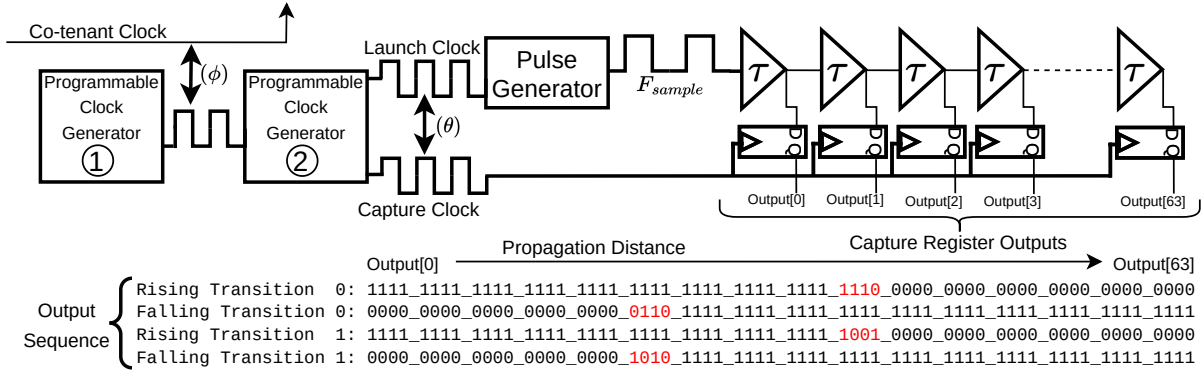 Co-tenant Clock
(ϕ)
Programmable
Clock
Generator
①
Programmable
Clock
Generator
②
Launch Clock
(θ)
Capture Clock
Pulse
Generator
F_sample
τ τ τ τ τ
D Q D Q D Q D Q D Q
Output[0] Output[1] Output[2] Output[3] Output[63]
Capture Register Outputs
Propagation Distance
Output[0] Output[63]
Output
Sequence
Rising Transition 0: 1111_1111_1111_1111_1111_1111_1111_1111_1111_1110_0000_0000_0000_0000_0000_0000
Falling Transition 0: 0000_0000_0000_0000_0000_0110_1111_1111_1111_1111_1111_1111_1111_1111_1111_1111
Rising Transition 1: 1111_1111_1111_1111_1111_1111_1111_1111_1111_1001_0000_0000_0000_0000_0000_0000
Falling Transition 1: 0000_0000_0000_0000_0000_1010_1111_1111_1111_1111_1111_1111_1111_1111_1111_1111